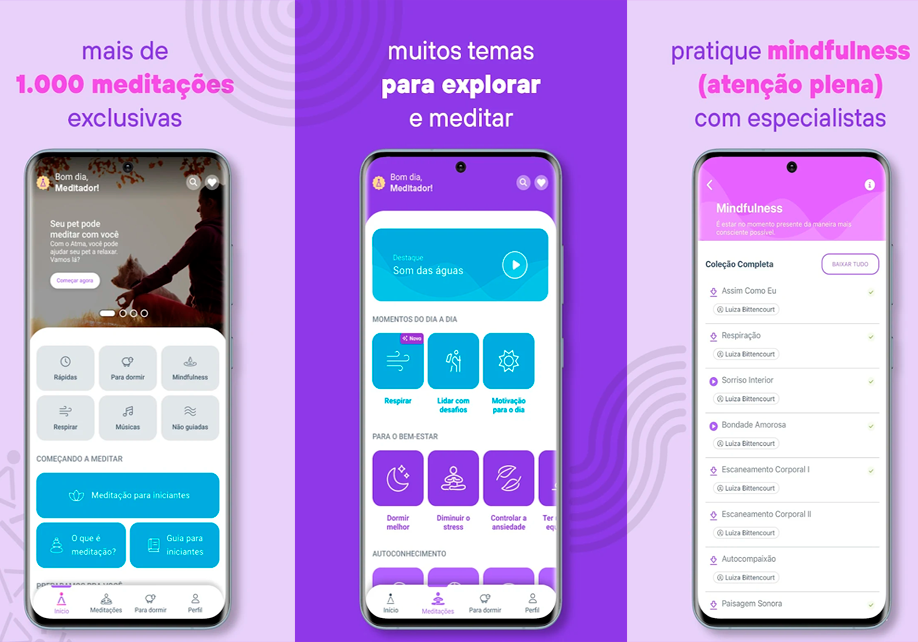 mais de
1.000 meditações
exclusivas
Bom dia,
Meditador!
Seu pet pode
meditar com você
Com o Atma, você pode
ajudar seu pet a relaxar.
Vamos lá?
Começar agora
Rápidas
Para dormir
Mindfulness
Respirar
Músicas
Não guiadas
COMEÇANDO A MEDITAR
Meditação para iniciantes
O que é
meditação?
Guia para
iniciantes
Início
Meditações
Para dormir
Perfil
muitos temas
para explorar
e meditar
Bom dia,
Meditador!
Destaque
Som das águas
MOMENTOS DO DIA A DIA
Novo
Respirar
Lidar com
desafios
Motivação
para o dia
PARA O BEM-ESTAR
Dormir
melhor
Diminuir o
stress
Controlar a
ansiedade
Ter
AUTOCONHECIMENTO
Início
Meditações
Para dormir
Perfil
pratique mindfulness
(atenção plena)
com especialistas
Mindfulness
É estar no momento presente da maneira mais
consciente possível.
Coleção Completa
BAIXAR TUDO
Assim Como Eu
Luiza Bittencourt
Respiração
Luiza Bittencourt
Sorriso Interior
Luiza Bittencourt
Bondade Amorosa
Luiza Bittencourt
Escaneamento Corporal I
Luiza Bittencourt
Escaneamento Corporal II
Luiza Bittencourt
Autocompaixão
Luiza Bittencourt
Paisagem Sonora